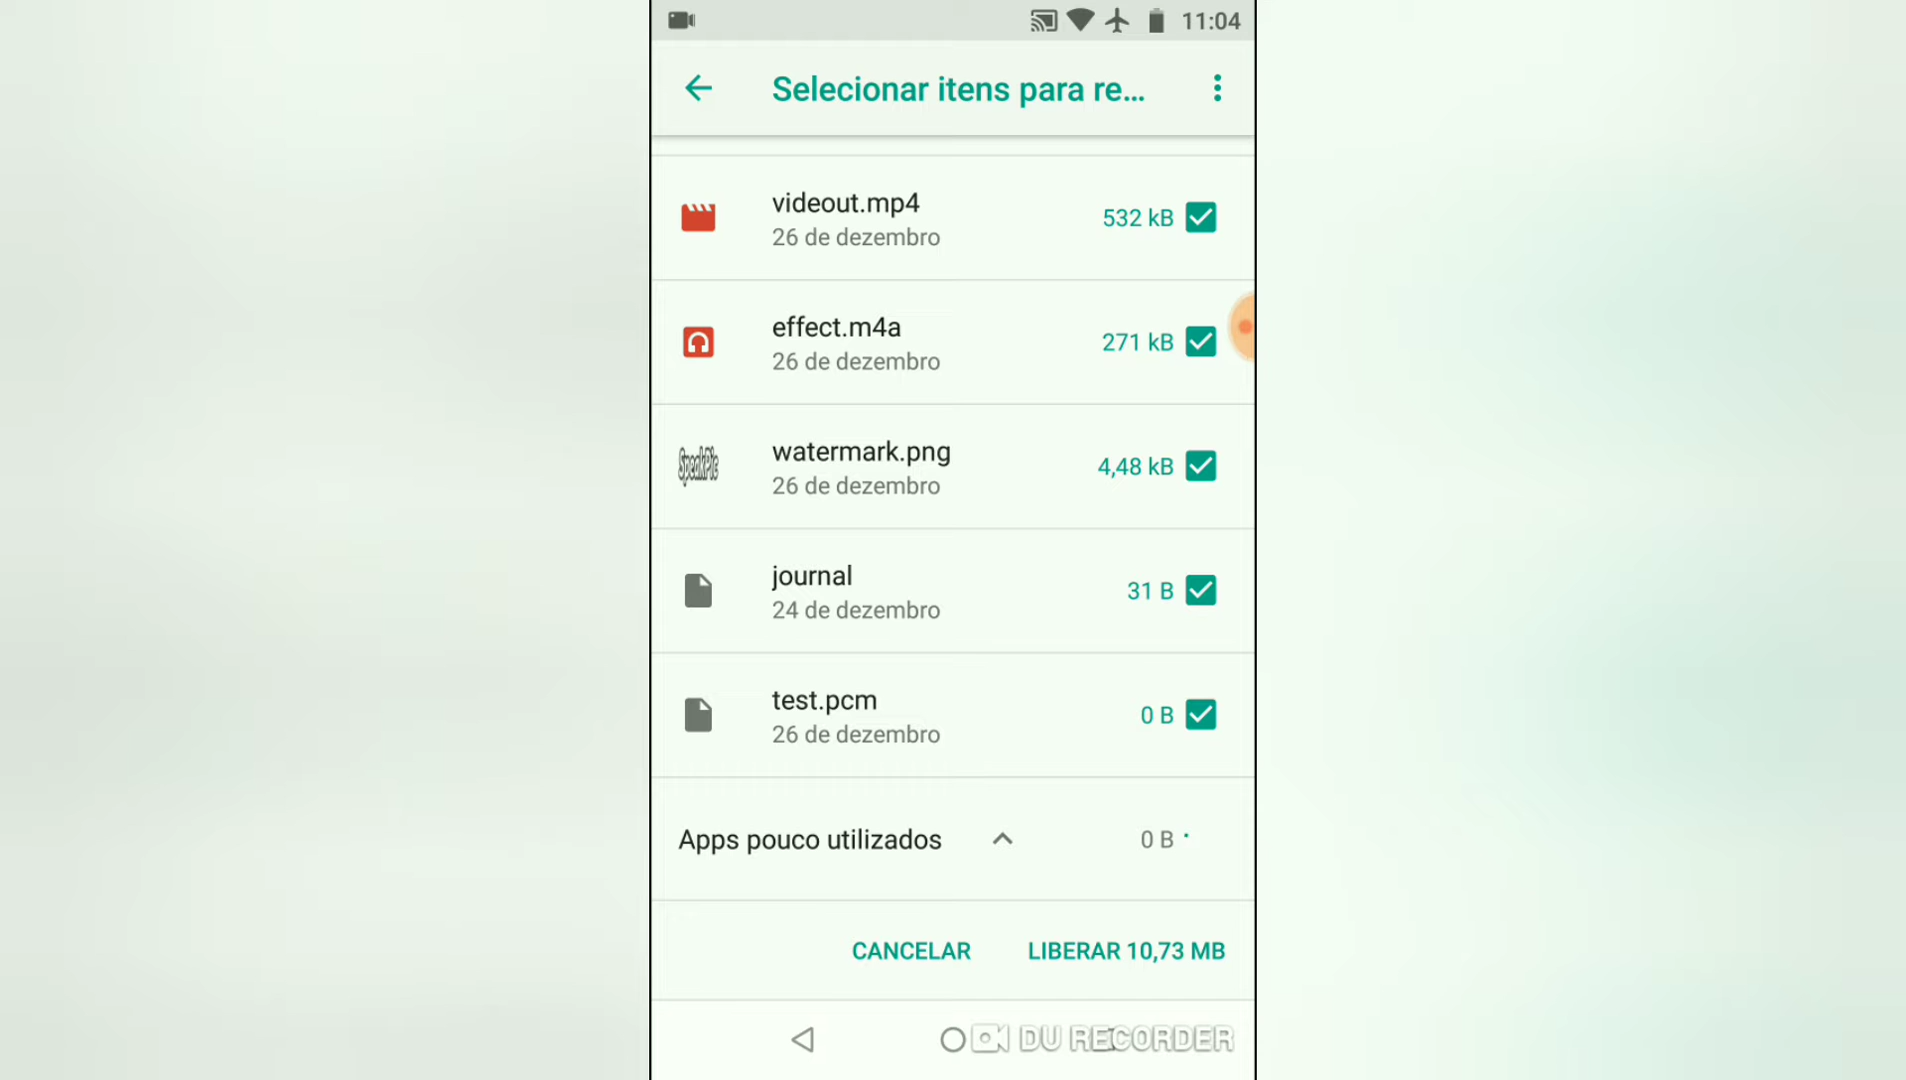 11:04
Selecionar itens para re...
videout.mp4
532 kB
26 de dezembro
effect.m4a
271 kB
26 de dezembro
SpeakPic
watermark.png
4,48 kB
26 de dezembro
journal
31 B
24 de dezembro
test.pcm
0 B
26 de dezembro
Apps pouco utilizados
0 B
CANCELAR
LIBERAR 10,73 MB
DU RECORDER